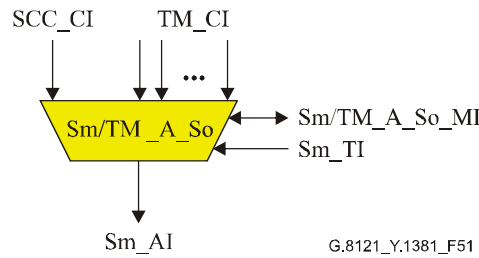 SCC_CI TM_CI
...
Sm/TM_A_So
Sm/TM_A_So_MI
Sm_TI
Sm_AI
G.8121_Y.1381_F51